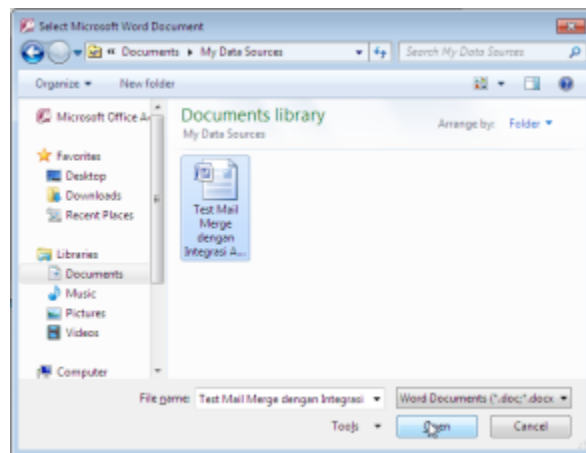 Select Microsoft Word Document
« Documents ▸ My Data Sources
Search My Data Sources
Organize
New folder
Microsoft Office A
Favorites
Desktop
Downloads
Recent Places
Libraries
Documents
Music
Pictures
Videos
Computer
Documents library
My Data Sources
Arrange by: Folder
Test Mail
Merge
dengan
Integrasi A...
File name: Test Mail Merge dengan Integrasi
Word Documents (*.doc;*.docx
Tools
Open
Cancel